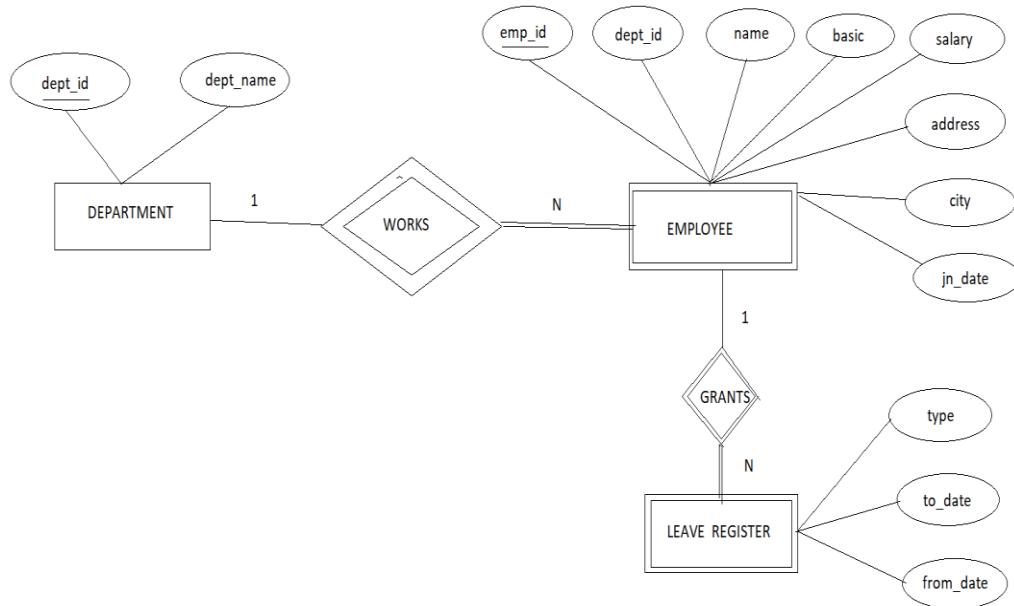 emp_id
dept_id
name
basic
salary
dept_id
dept_name
address
DEPARTMENT
1
WORKS
N
EMPLOYEE
city
jn_date
1
GRANTS
type
N
to_date
LEAVE REGISTER
from_date